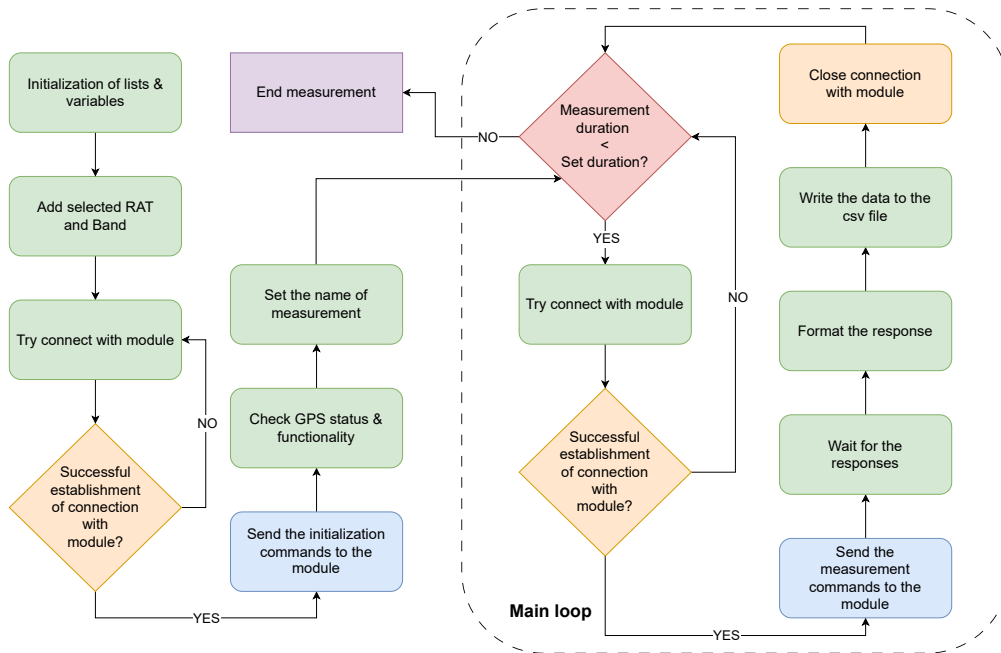 Initialization of lists &
variables
Add selected RAT
and Band
Try connect with module
NO
Successful
establishment
of connection
with
module?
YES
End measurement
Set the name of
measurement
Check GPS status &
functionality
Send the initialization
commands to the
module
Measurement
duration
<
Set duration?
NO
YES
Try connect with module
NO
Successful
establishment
of connection
with
module?
YES
Main loop
Close connection
with module
Write the data to the
csv file
Format the response
Wait for the
responses
Send the
measurement
commands to the
module